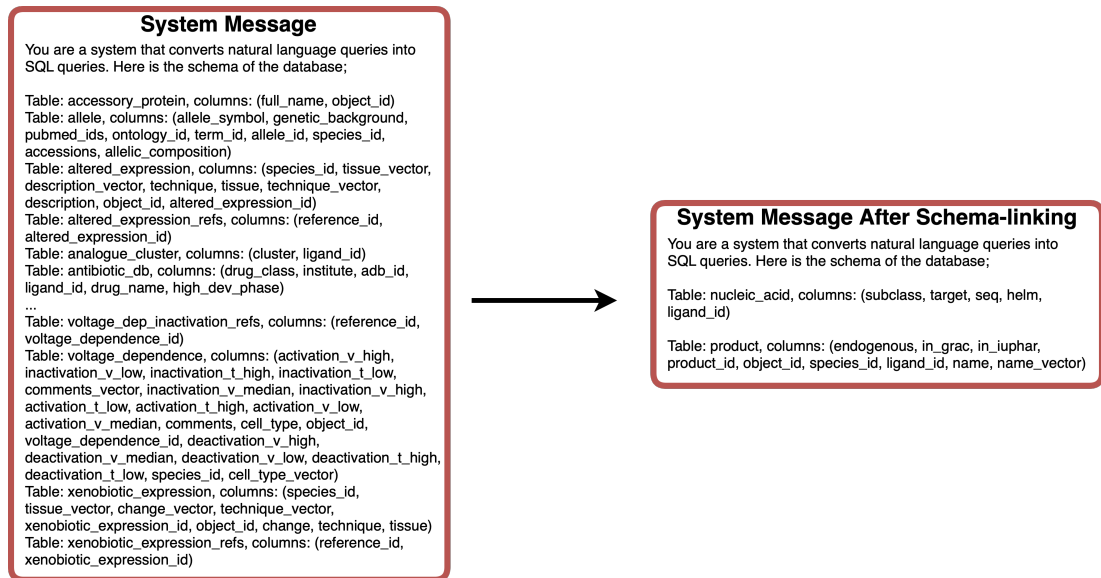 System Message
You are a system that converts natural language queries into
SQL queries. Here is the schema of the database;
Table: accessory_protein, columns: (full_name, object_id)
Table: allele, columns: (allele_symbol, genetic_background,
pubmed_ids, ontology_id, term_id, allele_id, species_id,
accessions, allelic_composition)
Table: altered_expression, columns: (species_id, tissue_vector,
description_vector, technique, tissue, technique_vector,
description, object_id, altered_expression_id)
Table: altered_expression_refs, columns: (reference_id,
altered_expression_id)
Table: analogue_cluster, columns: (cluster, ligand_id)
Table: antibiotic_db, columns: (drug_class, institute, adb_id,
ligand_id, drug_name, high_dev_phase)
...
Table: voltage_dep_inactivation_refs, columns: (reference_id,
voltage_dependence_id)
Table: voltage_dependence, columns: (activation_v_high,
inactivation_v_low, inactivation_t_high, inactivation_t_low,
comments_vector, inactivation_v_median, inactivation_v_high,
activation_t_low, activation_t_high, activation_v_low,
activation_v_median, comments, cell_type, object_id,
voltage_dependence_id, deactivation_v_high,
deactivation_v_median, deactivation_v_low, deactivation_t_high,
deactivation_t_low, species_id, cell_type_vector)
Table: xenobiotic_expression, columns: (species_id,
tissue_vector, change_vector, technique_vector,
xenobiotic_expression_id, object_id, change, technique, tissue)
Table: xenobiotic_expression_refs, columns: (reference_id,
xenobiotic_expression_id)
System Message After Schema-linking
You are a system that converts natural language queries into
SQL queries. Here is the schema of the database;
Table: nucleic_acid, columns: (subclass, target, seq, helm,
ligand_id)
Table: product, columns: (endogenous, in_grac, in_iuphar,
product_id, object_id, species_id, ligand_id, name, name_vector)